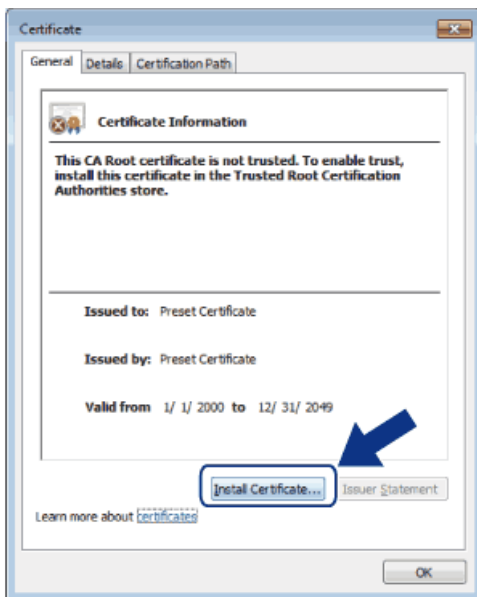 Certificate
General Details Certification Path
Certificate Information
This CA Root certificate is not trusted. To enable trust,
install this certificate in the Trusted Root Certification
Authorities store.
Issued to: Preset Certificate
Issued by: Preset Certificate
Valid from 1/ 1/ 2000 to 12/ 31/ 2049
Install Certificate... Issuer Statement
Learn more about certificates
OK